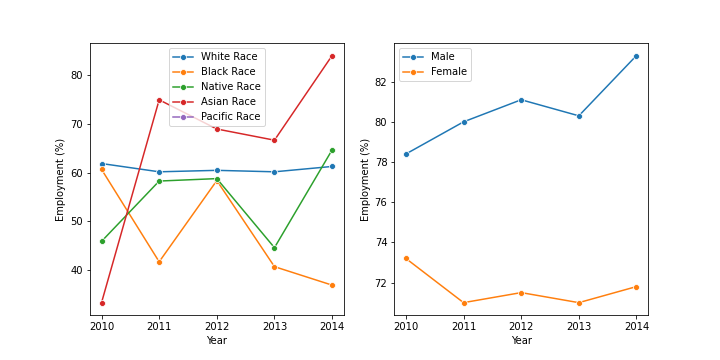 White Race
Black Race
Native Race
Asian Race
Pacific Race
80
70
60
50
40
Employment (%)
2010 2011 2012 2013 2014
Year
Male
Female
82
80
78
76
74
72
Employment (%)
2010 2011 2012 2013 2014
Year